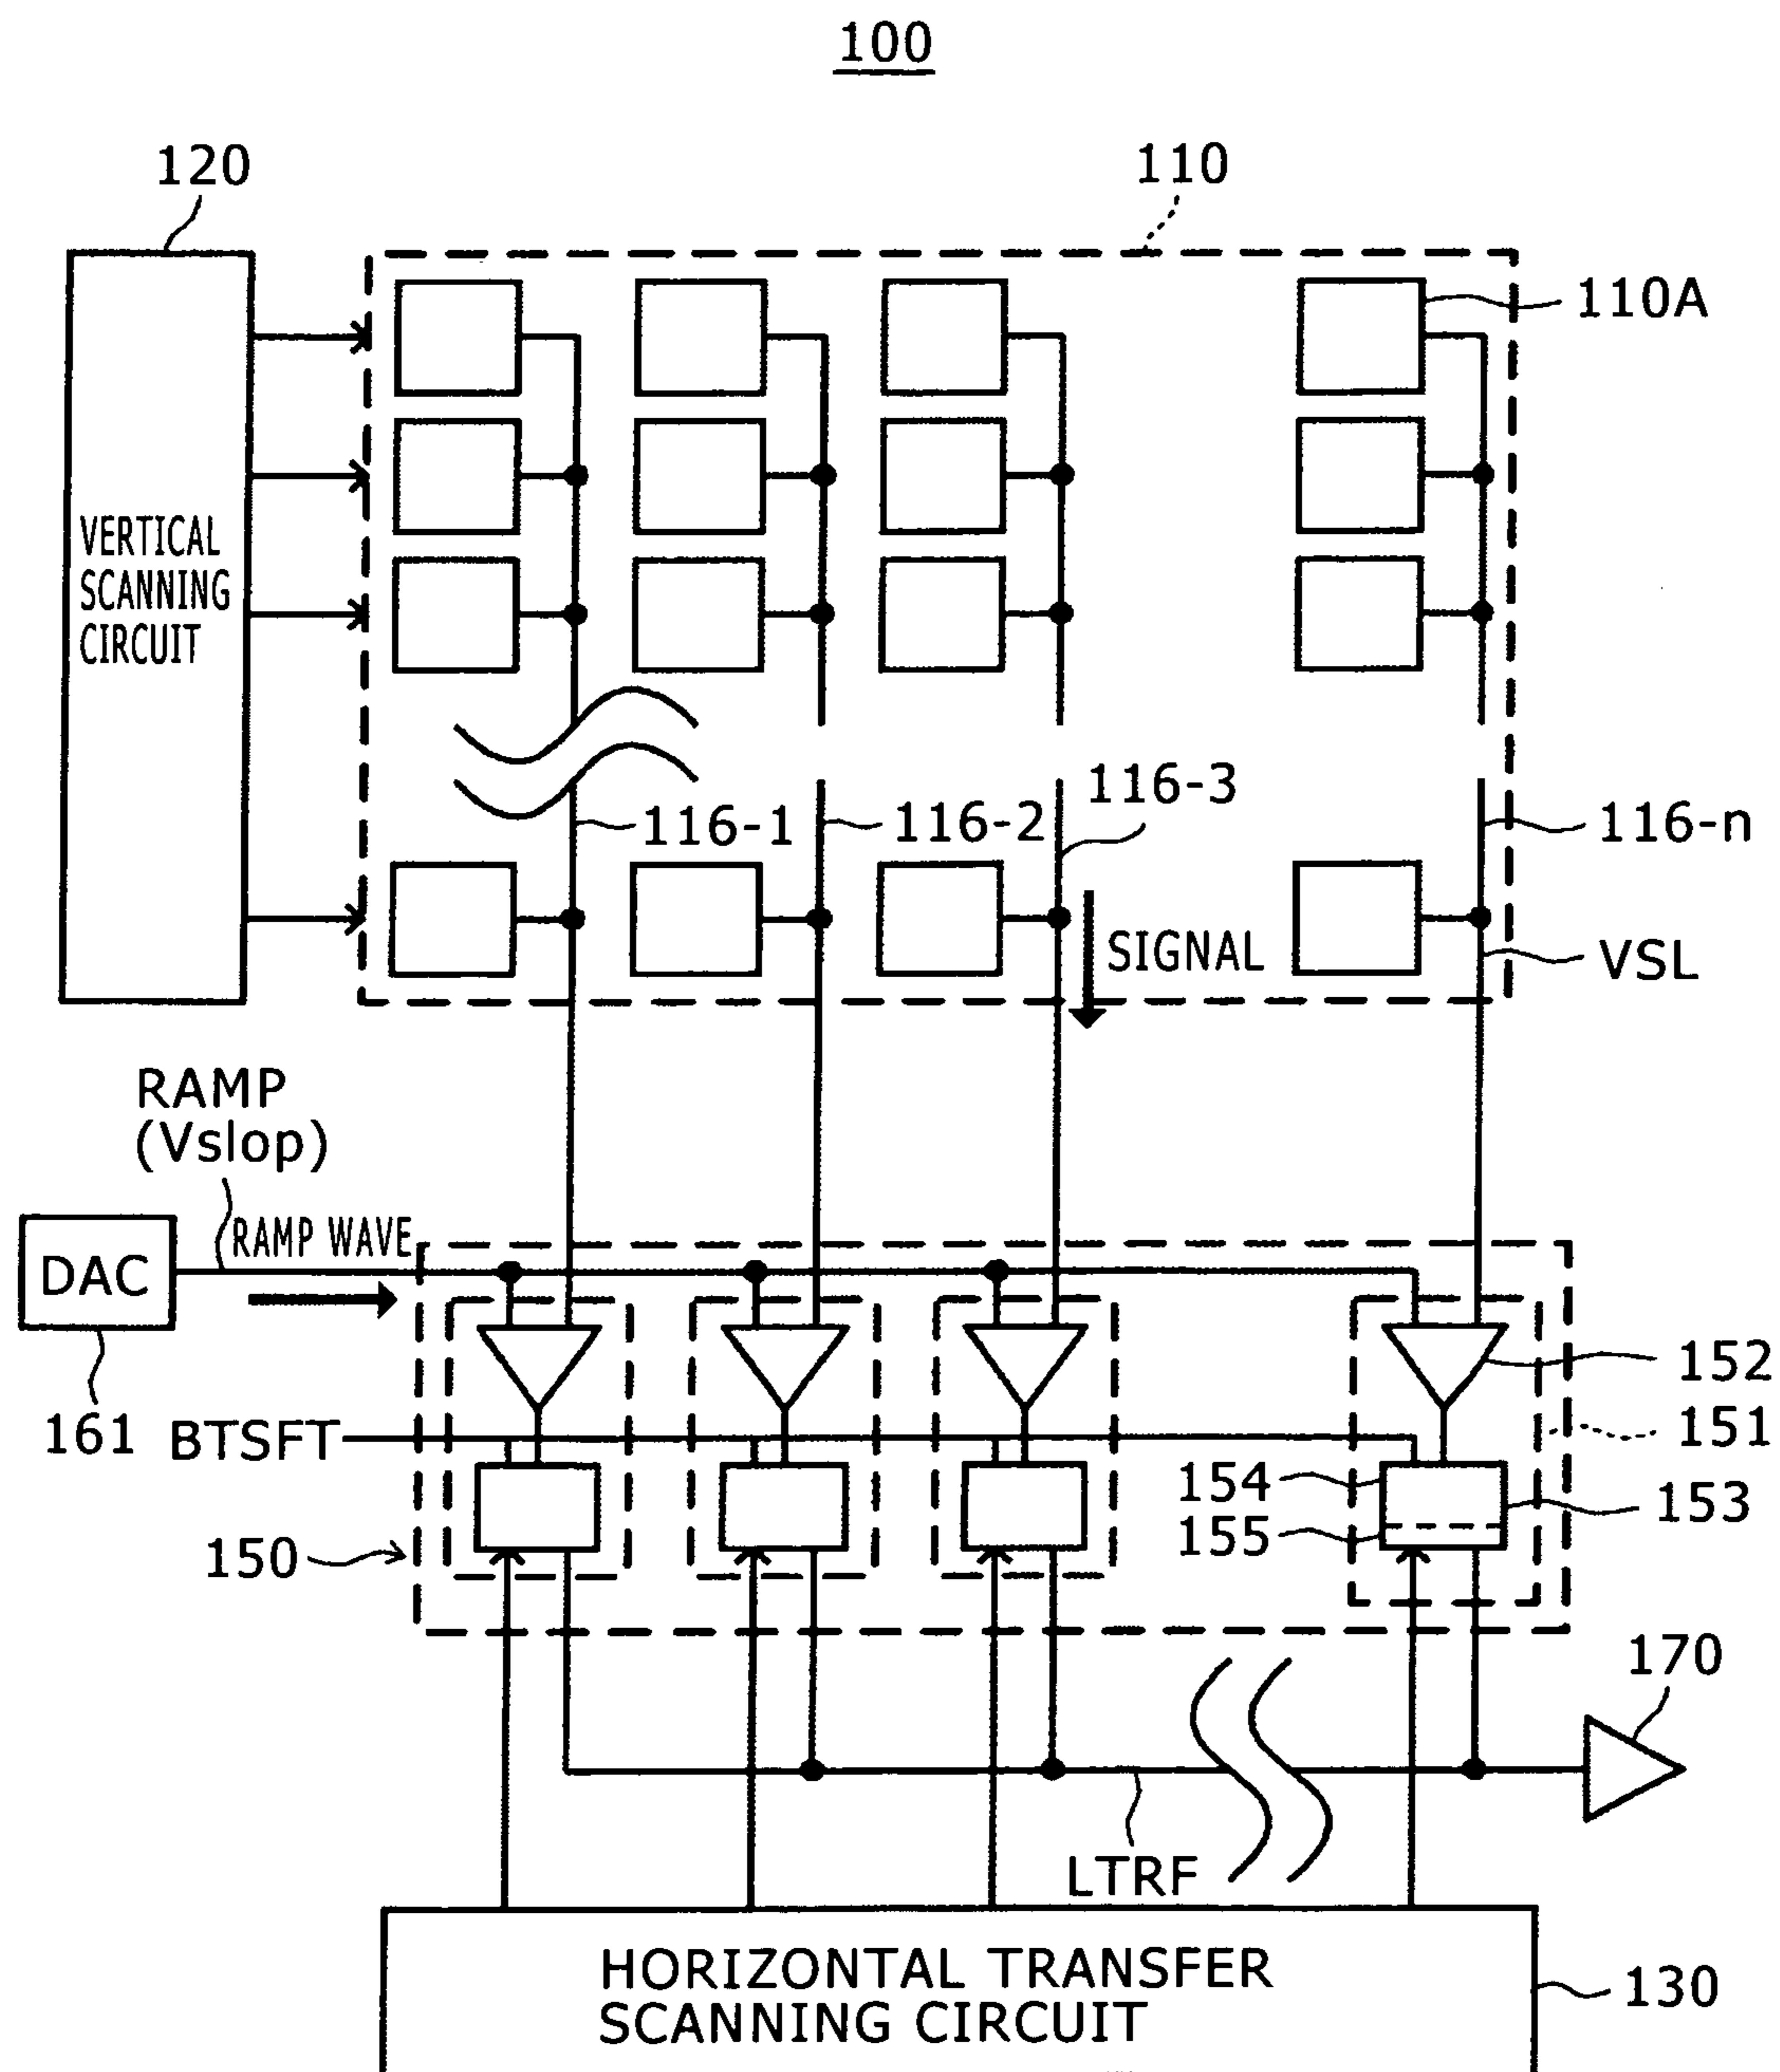 100
120
110
110A
VERTICAL
SCANNING
CIRCUIT
116-1
116-2
116-3
116-n
SIGNAL
VSL
RAMP
(Vslop)
RAMP WAVE
DAC
161
BTSFT
152
151
154
153
155
150
170
LTRF
HORIZONTAL TRANSFER
SCANNING CIRCUIT
130